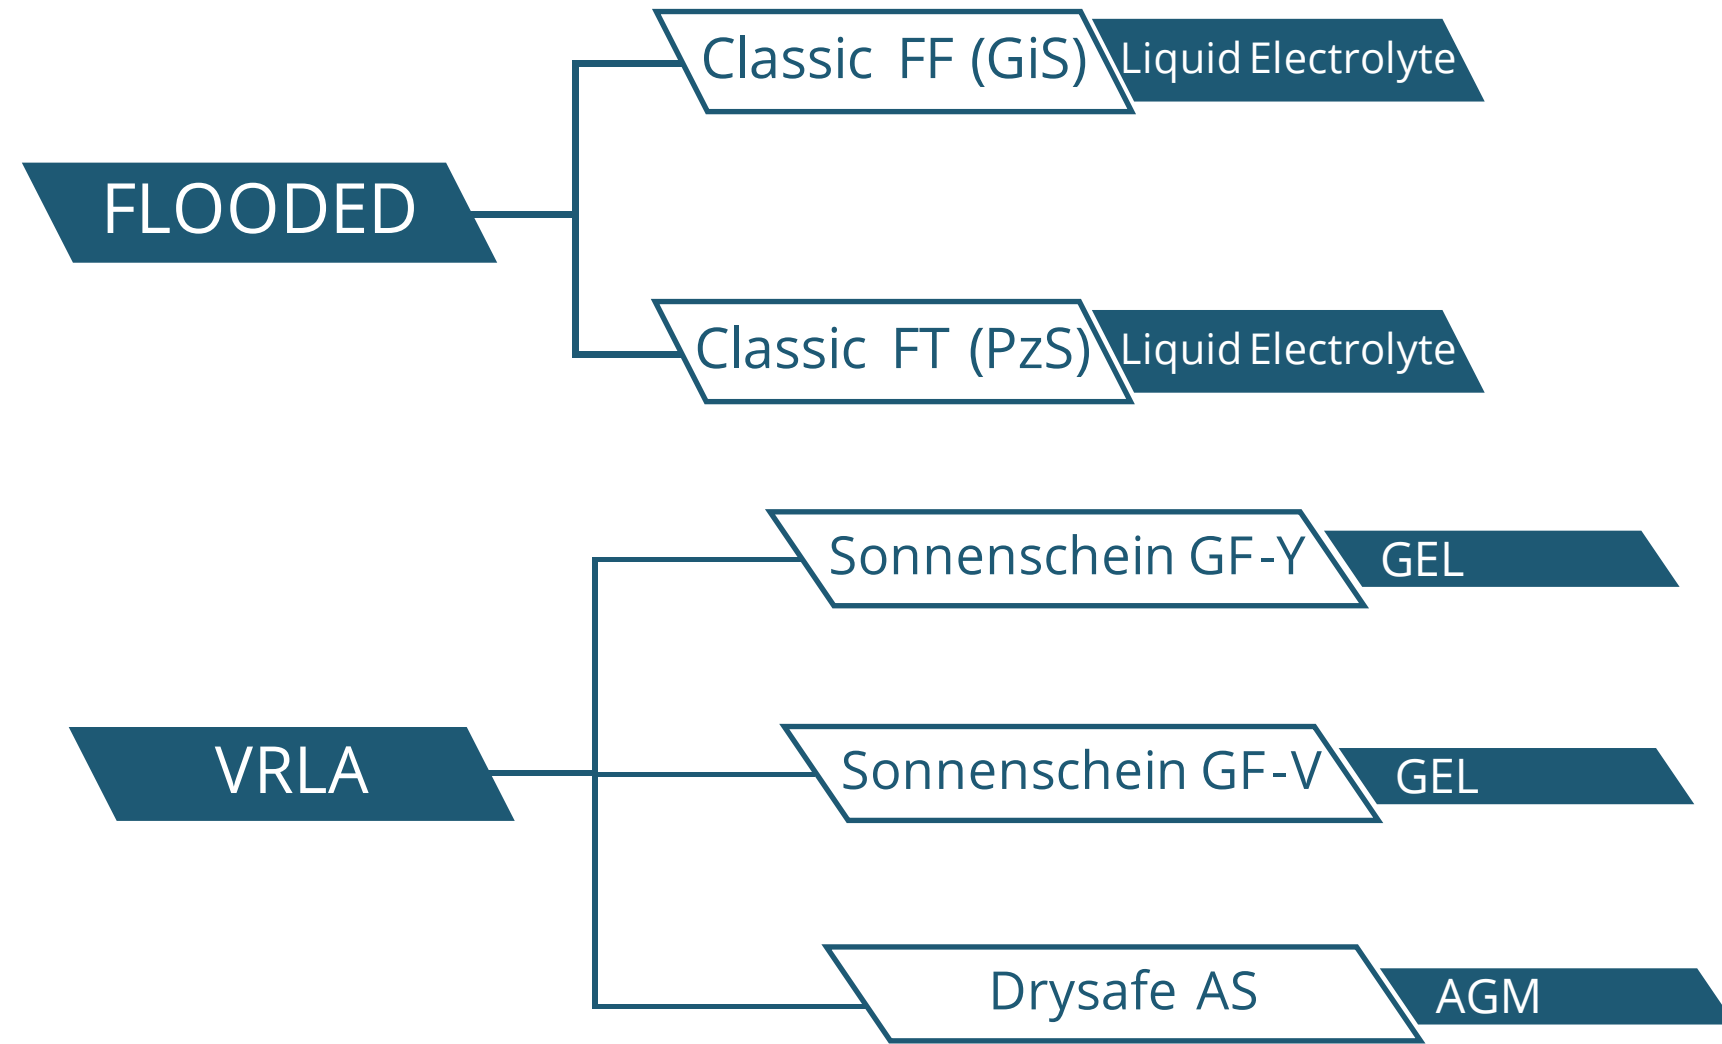 Classic FF (GiS) Liquid Electrolyte
FLOODED
Classic FT (PzS) Liquid Electrolyte
Sonnenschein GF-Y GEL
VRLA
Sonnenschein GF-V GEL
Drysafe AS AGM